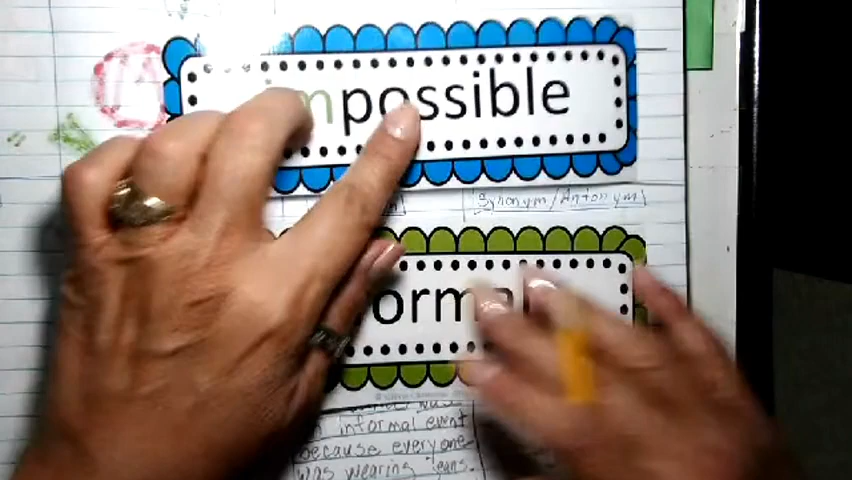 impossible
Synonym/Antonym
ormal
informal event
because everyone
was wearing jeans.